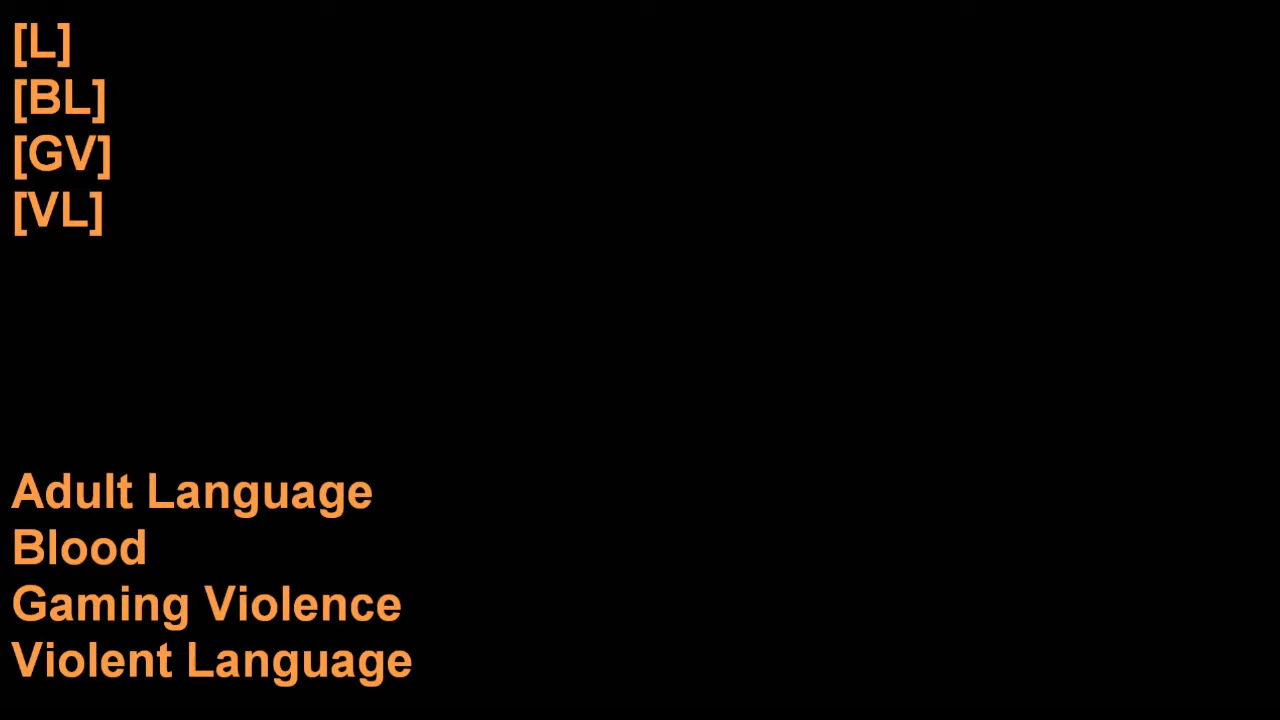 [L]
[BL]
[GV]
[VL]
Adult Language
Blood
Gaming Violence
Violent Language